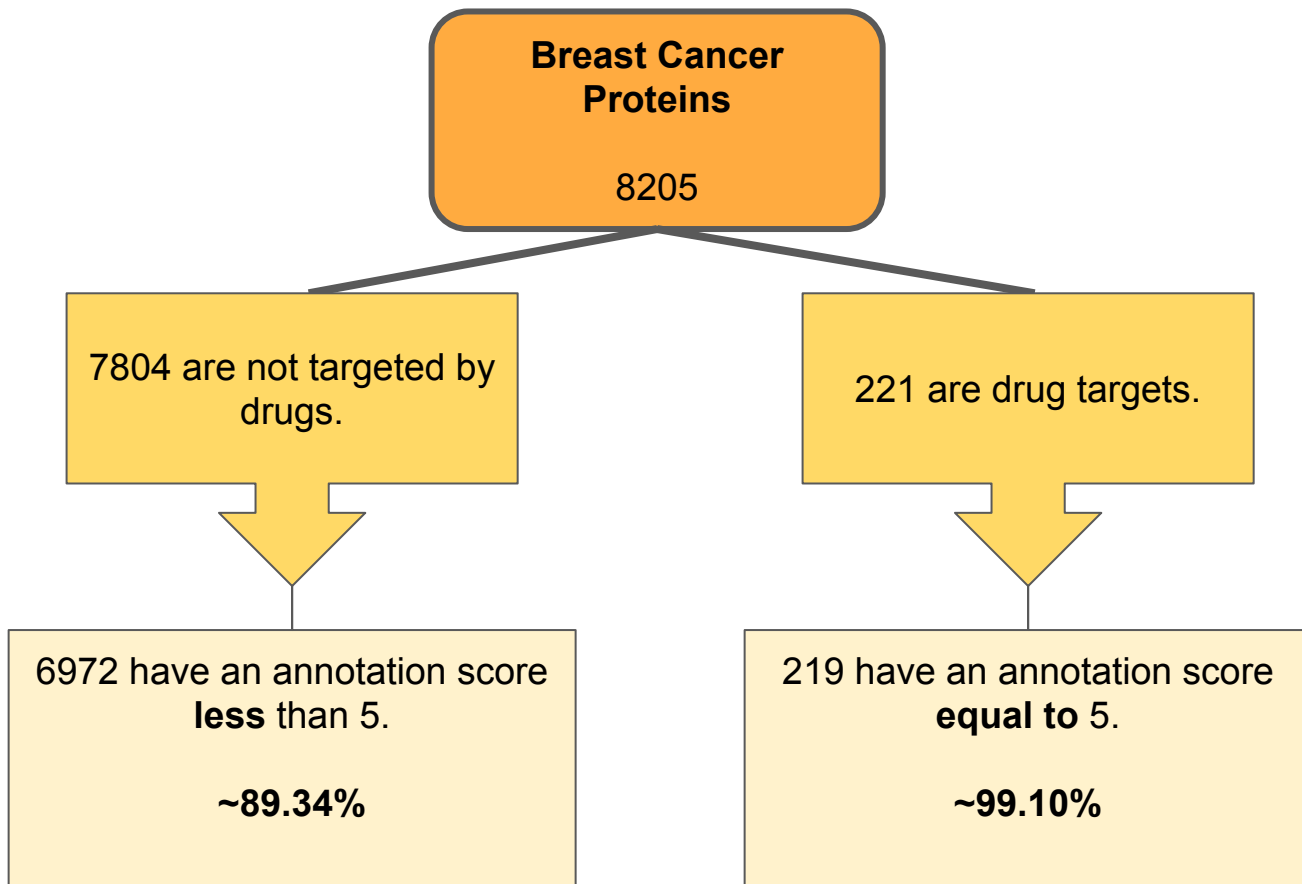 Breast Cancer
Proteins
8205
7804 are not targeted by
drugs.
221 are drug targets.
6972 have an annotation score
less than 5.
~89.34%
219 have an annotation score
equal to 5.
~99.10%